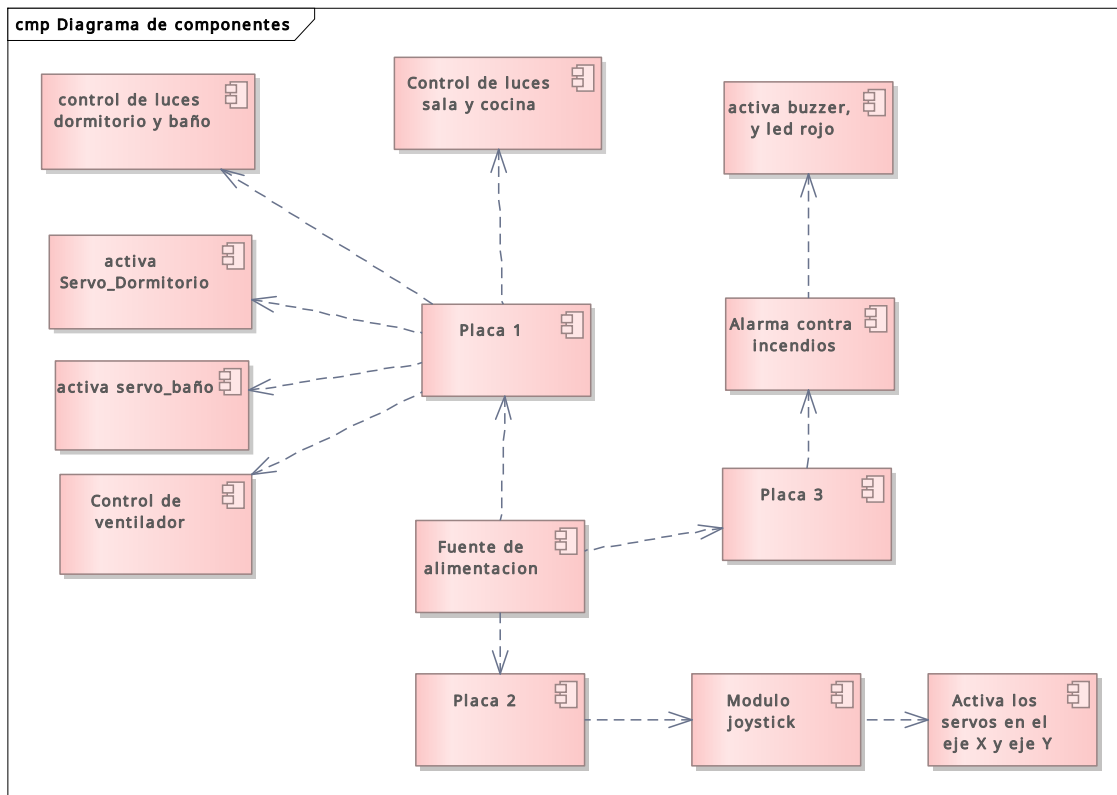 cmp Diagrama de componentes
control de luces
dormitorio y baño
Control de luces
sala y cocina
activa buzzer,
y led rojo
activa
Servo_Dormitorio
Placa 1
Alarma contra
incendios
activa servo_baño
Control de
ventilador
Placa 3
Fuente de
alimentacion
Placa 2
Modulo
joystick
Activa los
servos en el
eje X y eje Y